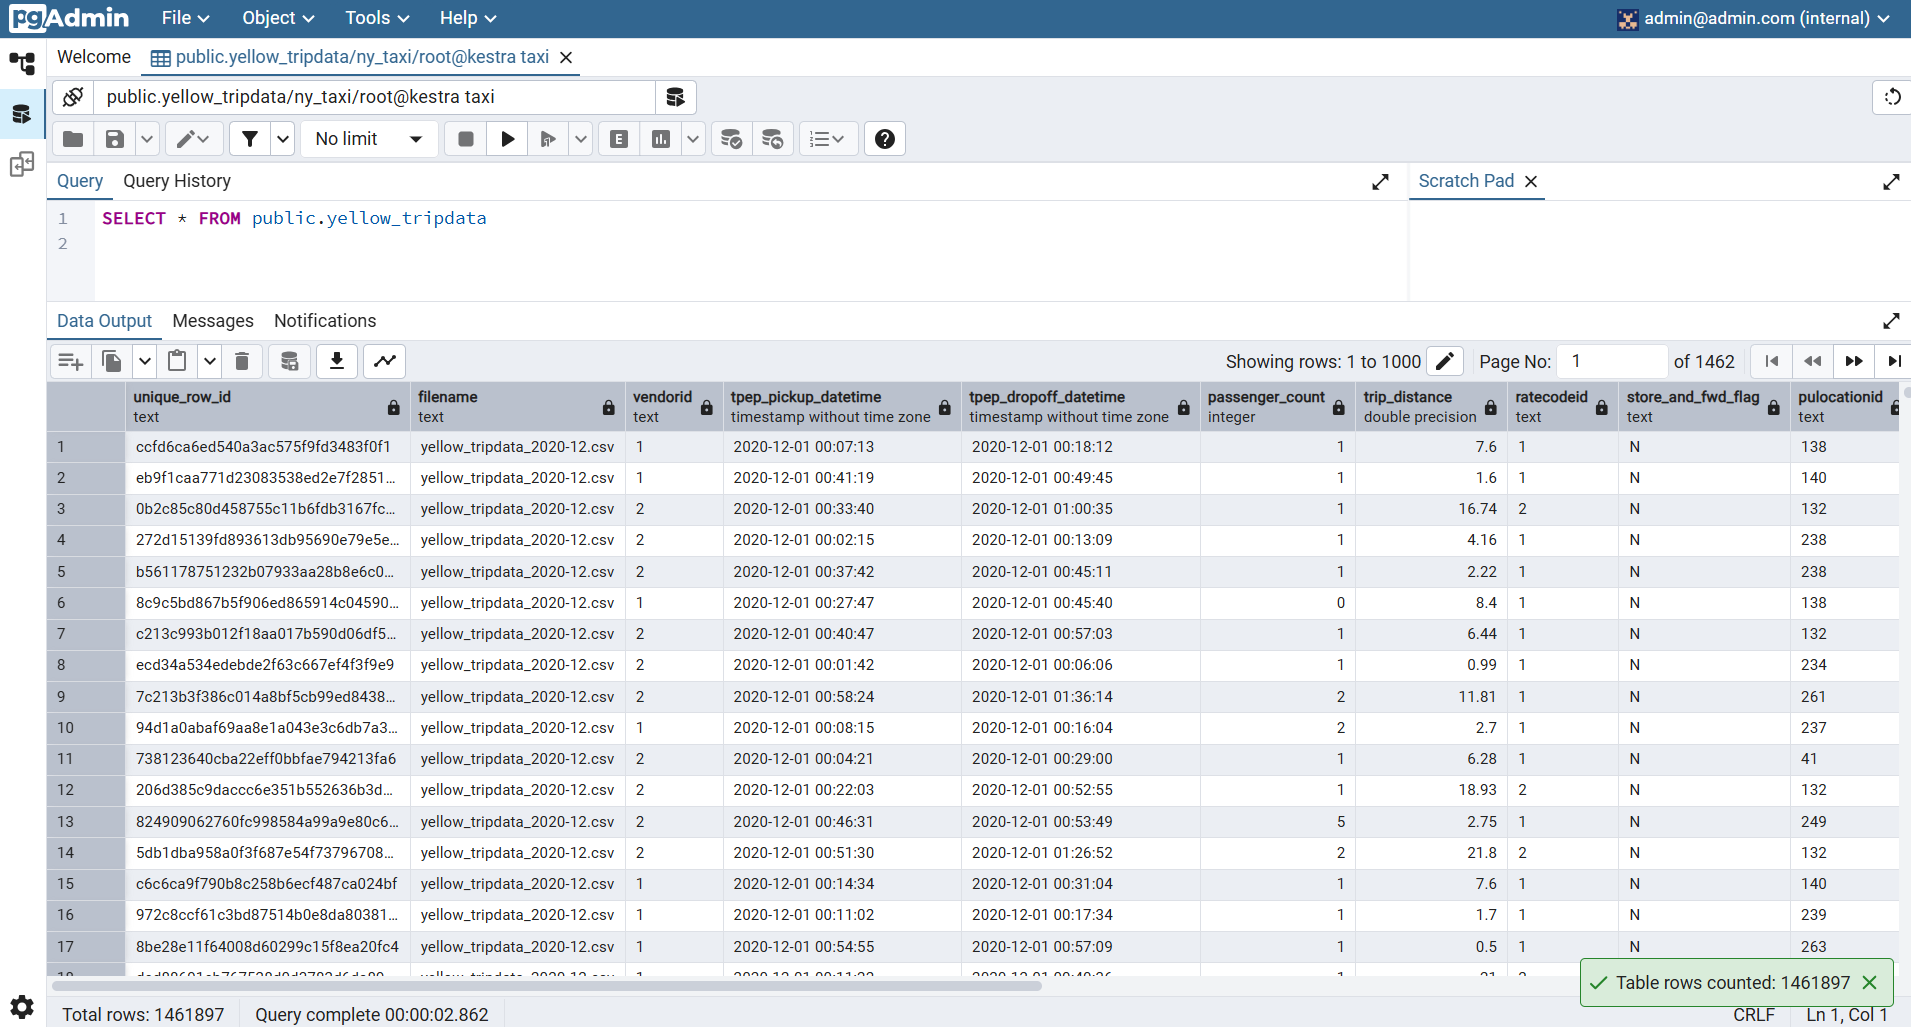 pgAdmin File Object Tools Help admin@admin.com (internal)
Welcome public.yellow_tripdata/ny_taxi/root@kestra taxi
public.yellow_tripdata/ny_taxi/root@kestra taxi
No limit E
Query Query History Scratch Pad
1 SELECT * FROM public.yellow_tripdata
2
Data Output Messages Notifications
Showing rows: 1 to 1000 Page No: 1 of 1462
unique_row_id filename vendorid tpep_pickup_datetime tpep_dropoff_datetime passenger_count trip_distance ratecodeid store_and_fwd_flag pulocationid
text text text timestamp without time zone timestamp without time zone integer double precision text text text
1 ccfd6ca6ed540a3ac575f9fd3483f0f1 yellow_tripdata_2020-12.csv 1 2020-12-01 00:07:13 2020-12-01 00:18:12 1 7.6 1 N 138
2 eb9f1caa771d23083538ed2e7f2851… yellow_tripdata_2020-12.csv 1 2020-12-01 00:41:19 2020-12-01 00:49:45 1 1.6 1 N 140
3 0b2c85c80d458755c11b6fdb3167fc… yellow_tripdata_2020-12.csv 2 2020-12-01 00:33:40 2020-12-01 01:00:35 1 16.74 2 N 132
4 272d15139fd893613db95690e79e5e… yellow_tripdata_2020-12.csv 2 2020-12-01 00:02:15 2020-12-01 00:13:09 1 4.16 1 N 238
5 b561178751232b07933aa28b8e6c0… yellow_tripdata_2020-12.csv 2 2020-12-01 00:37:42 2020-12-01 00:45:11 1 2.22 1 N 238
6 8c9c5bd867b5f906ed865914c04590… yellow_tripdata_2020-12.csv 1 2020-12-01 00:27:47 2020-12-01 00:45:40 0 8.4 1 N 138
7 c213c993b012f18aa017b590d06df5… yellow_tripdata_2020-12.csv 2 2020-12-01 00:40:47 2020-12-01 00:57:03 1 6.44 1 N 132
8 ecd34a534edebde2f63c667ef4f3f9e9 yellow_tripdata_2020-12.csv 2 2020-12-01 00:01:42 2020-12-01 00:06:06 1 0.99 1 N 234
9 7c213b3f386c014a8bf5cb99ed8438… yellow_tripdata_2020-12.csv 2 2020-12-01 00:58:24 2020-12-01 01:36:14 2 11.81 1 N 261
10 94d1a0abaf69aa8e1a043e3c6db7a3… yellow_tripdata_2020-12.csv 1 2020-12-01 00:08:15 2020-12-01 00:16:04 2 2.7 1 N 237
11 738123640cba22eff0bbfae794213fa6 yellow_tripdata_2020-12.csv 2 2020-12-01 00:04:21 2020-12-01 00:29:00 1 6.28 1 N 41
12 206d385c9daccc6e351b552636b3d… yellow_tripdata_2020-12.csv 2 2020-12-01 00:22:03 2020-12-01 00:52:55 1 18.93 2 N 132
13 824909062760fc998584a99a9e80c6… yellow_tripdata_2020-12.csv 2 2020-12-01 00:46:31 2020-12-01 00:53:49 5 2.75 1 N 249
14 5db1dba958a0f3f687e54f73796708… yellow_tripdata_2020-12.csv 2 2020-12-01 00:51:30 2020-12-01 01:26:52 2 21.8 2 N 132
15 c6c6ca9f790b8c258b6ecf487ca024bf yellow_tripdata_2020-12.csv 1 2020-12-01 00:14:34 2020-12-01 00:31:04 1 7.6 1 N 140
16 972c8ccf61c3bd87514b0e8da80381… yellow_tripdata_2020-12.csv 1 2020-12-01 00:11:02 2020-12-01 00:17:34 1 1.7 1 N 239
17 8be28e11f64008d60299c15f8ea20fc4 yellow_tripdata_2020-12.csv 1 2020-12-01 00:54:55 2020-12-01 00:57:09 1 0.5 1 N 263
Table rows counted: 1461897
Total rows: 1461897 Query complete 00:00:02.862 CRLF Ln 1, Col 1